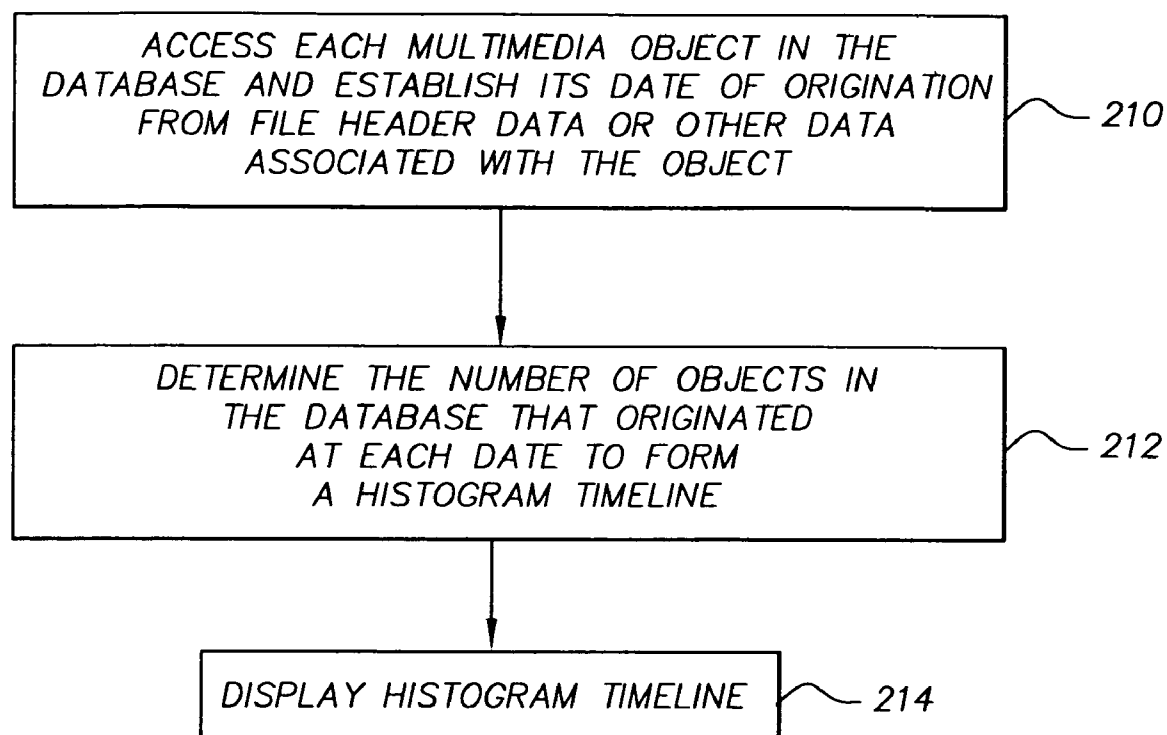 ACCESS EACH MULTIMEDIA OBJECT IN THE
DATABASE AND ESTABLISH ITS DATE OF ORIGINATION
FROM FILE HEADER DATA OR OTHER DATA
ASSOCIATED WITH THE OBJECT
210
DETERMINE THE NUMBER OF OBJECTS IN
THE DATABASE THAT ORIGINATED
AT EACH DATE TO FORM
A HISTOGRAM TIMELINE
212
DISPLAY HISTOGRAM TIMELINE
214